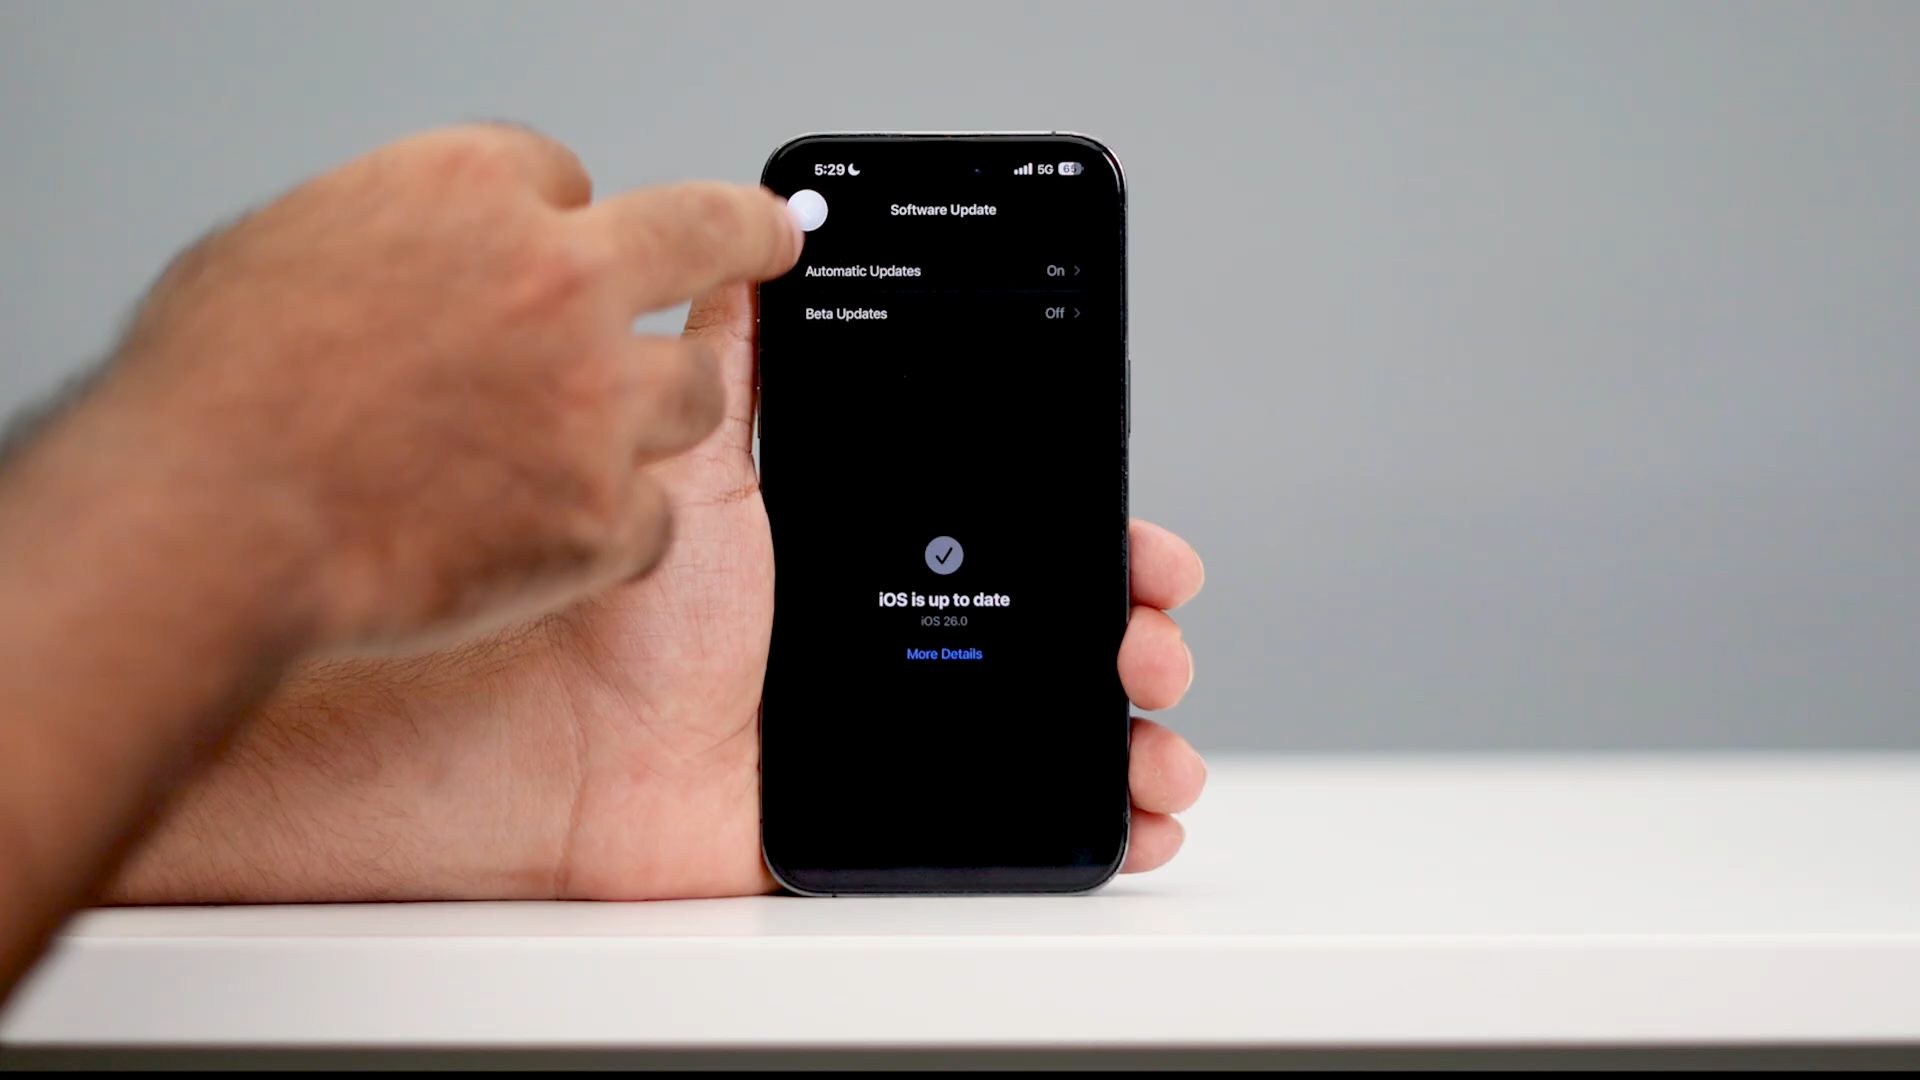 5:29
5G
Software Update
Automatic Updates On
Beta Updates Off
iOS is up to date
iOS 26.0
More Details